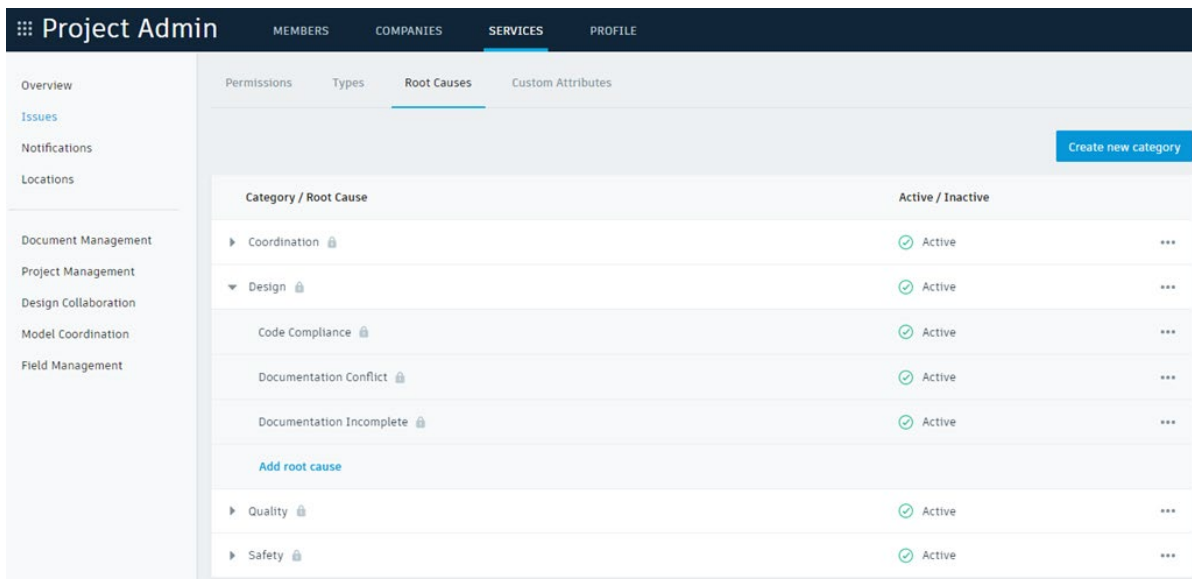 Project Admin MEMBERS COMPANIES SERVICES PROFILE
Overview
Issues
Notifications
Locations
Document Management
Project Management
Design Collaboration
Model Coordination
Field Management
Permissions Types Root Causes Custom Attributes
Create new category
Category / Root Cause Active / Inactive
Coordination Active
Design Active
Code Compliance Active
Documentation Conflict Active
Documentation Incomplete Active
Add root cause
Quality Active
Safety Active